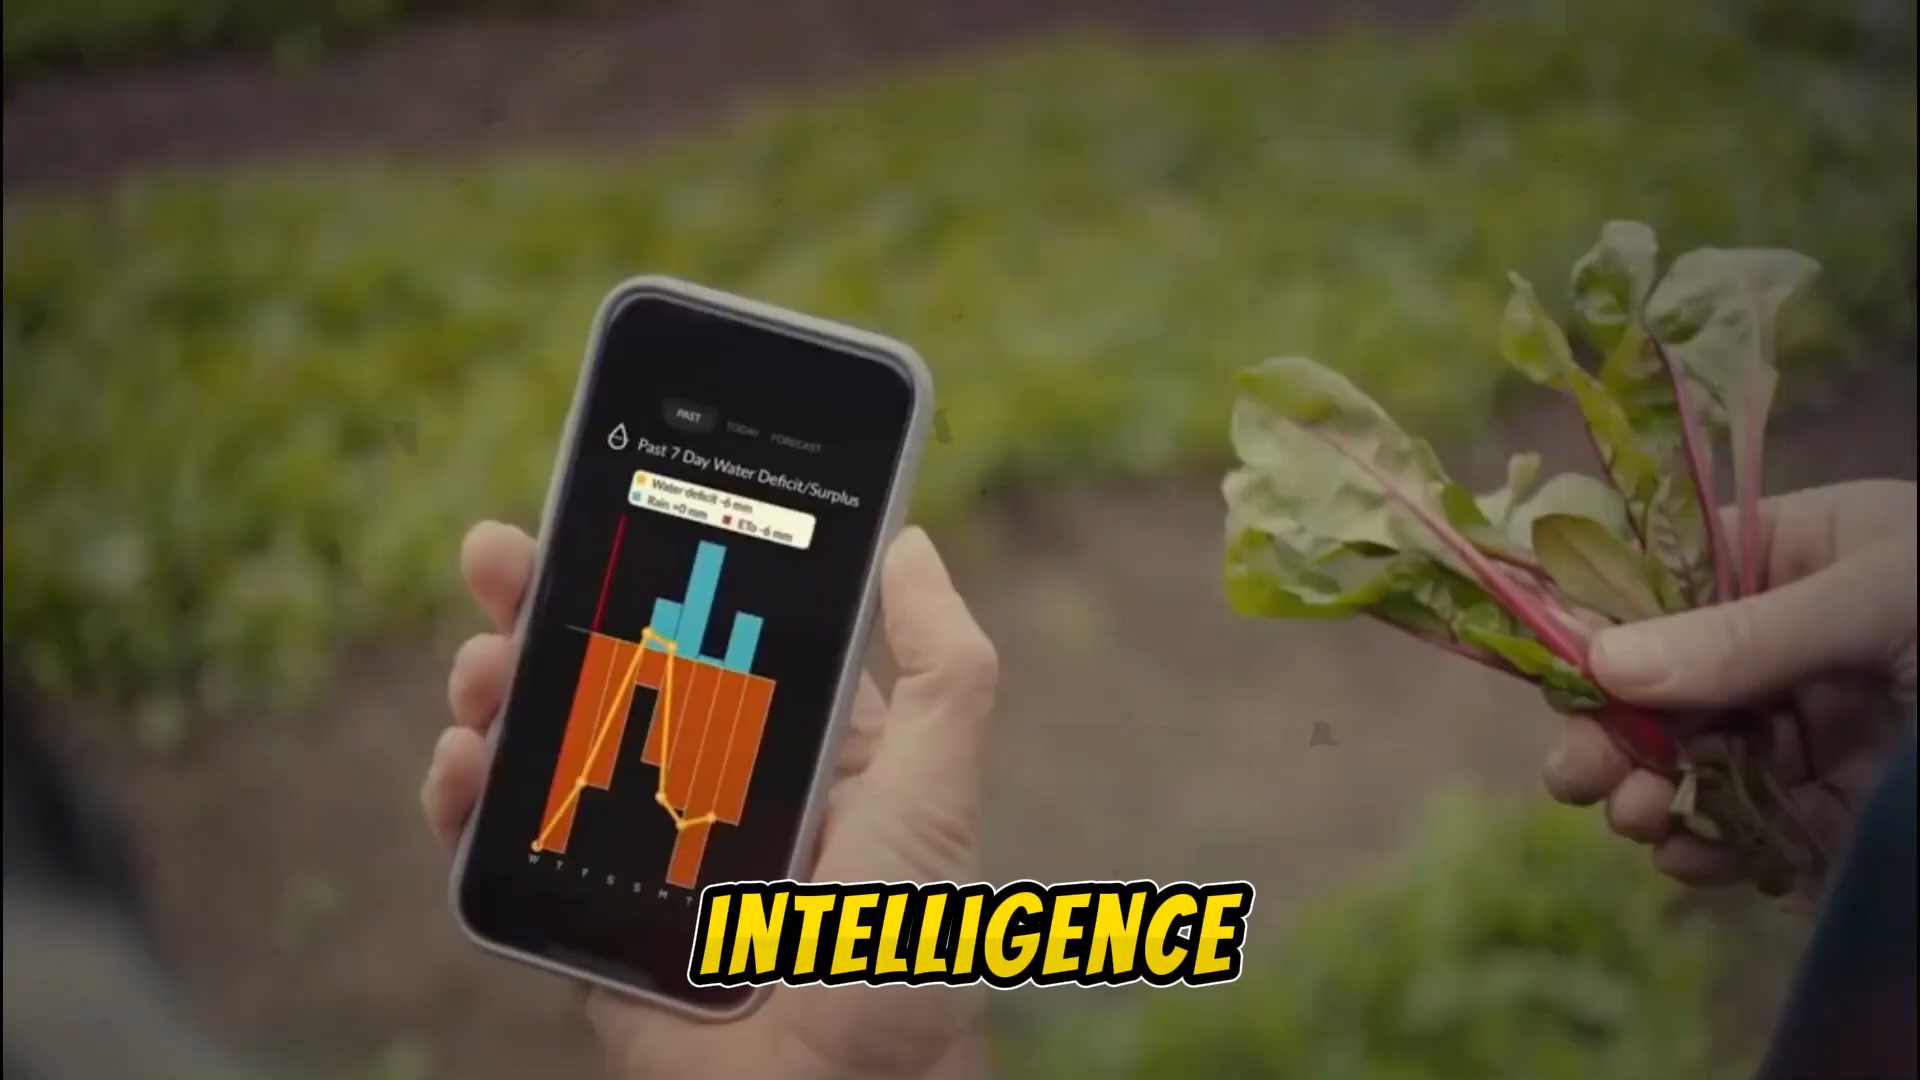 PAST TODAY FORECAST
Past 7 Day Water Deficit/Surplus
Water deficit -6 mm
Rain +0 mm ETo -6 mm
W T F S S M T
INTELLIGENCE